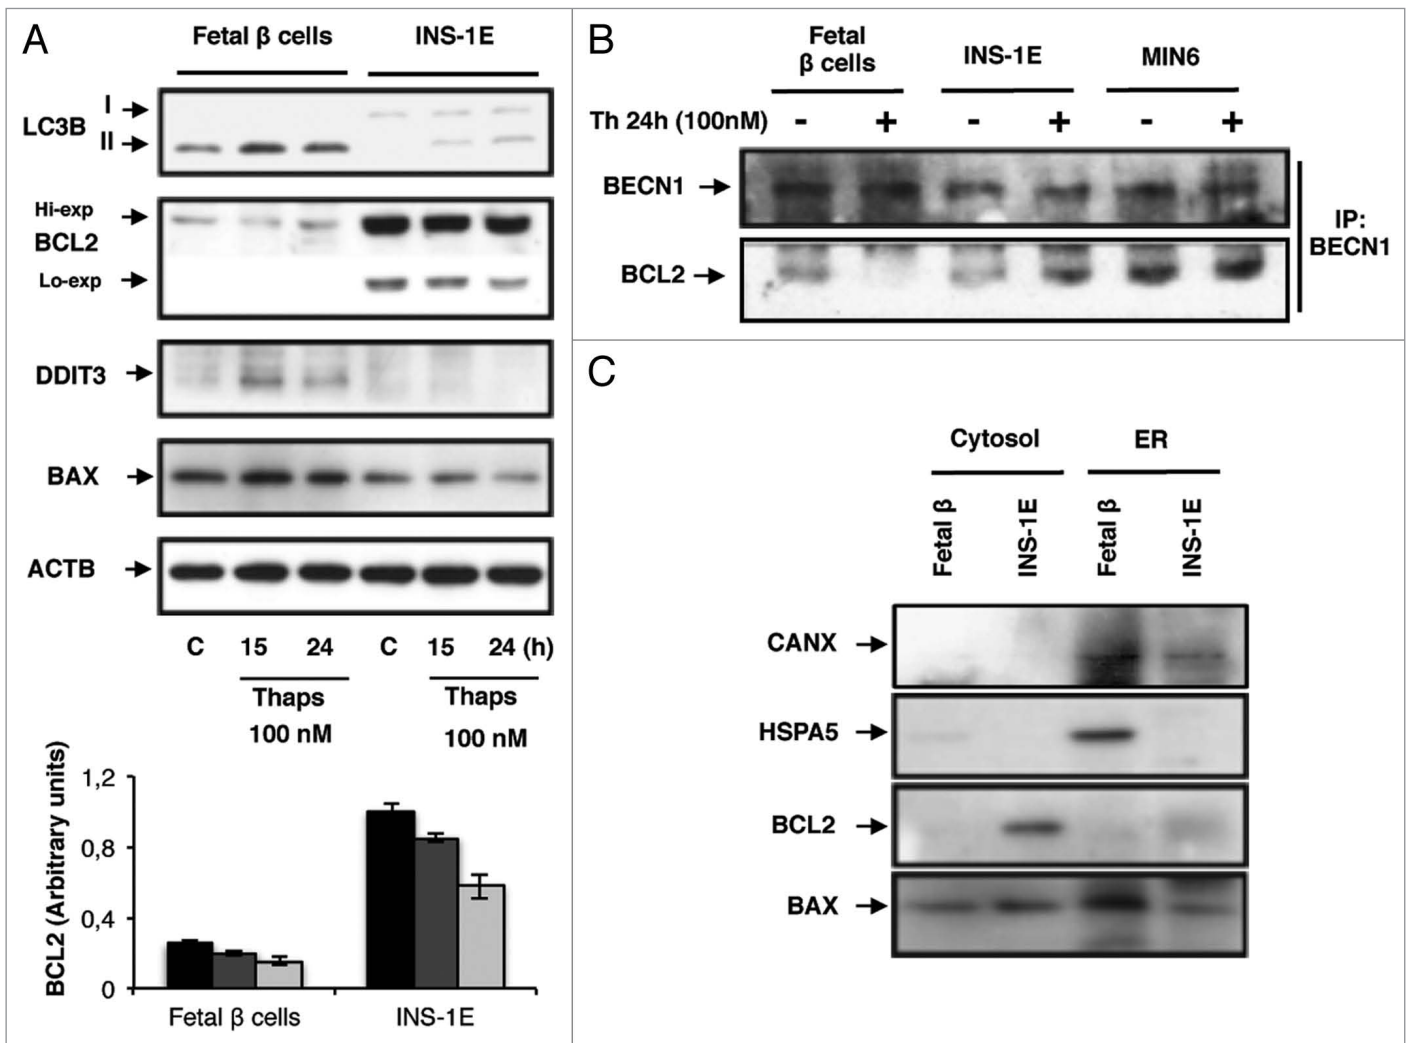 A
Fetal β cells
INS-1E
LC3B
I
II
Hi-exp
BCL2
Lo-exp
DDIT3
BAX
ACTB
C
15
24
C
15
24 (h)
Thaps
100 nM
Thaps
100 nM
BCL2 (Arbitrary units)
1,2
0,8
0,4
0
Fetal β cells
INS-1E
B
Fetal
β cells
INS-1E
MIN6
Th 24h (100nM)
-
+
-
+
-
+
BECN1
BCL2
IP:
BECN1
C
Cytosol
ER
Fetal β
INS-1E
Fetal β
INS-1E
CANX
HSPA5
BCL2
BAX